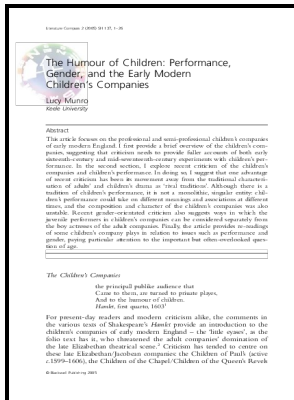 Literature Compass 2 (2005) SH 137, 1–26
The Humour of Children: Performance,
Gender, and the Early Modern
Children's Companies
Lucy Munro
Keele University
Abstract
This article focuses on the professional and semi-professional children's companies
of early modern England. I first provide a brief overview of the children's com-
panies, suggesting that criticism needs to provide fuller accounts of both early
sixteenth-century and mid-seventeenth-century experiments with children's per-
formance. In the second section, I explore recent criticism of the children's
companies and children's performance. In doing so, I suggest that one advantage
of recent criticism has been its movement away from the traditional characteri-
sation of adults' and children's drama as 'rival traditions'. Although there is a
tradition of children's performance, it is not a monolithic, singular entity: chil-
dren's performance could take on different meanings and associations at different
times, and the composition and character of the children's companies was also
unstable. Recent gender-orientated criticism also suggests ways in which the
juvenile performers in children's companies can be considered separately from
the boy actresses of the adult companies. Finally, the article provides re-readings
of some children's company plays in relation to issues such as performance and
gender, paying particular attention to the important but often-overlooked ques-
tion of age.
The Children's Companies
the principall publike audience that
Came to them, are turned to private playes,
And to the humour of children.
Hamlet, first quarto, 1603
For present-day readers and modern criticism alike, the comments in
the various texts of Shakespeare's Hamlet provide an introduction to the
children's companies of early modern England – the 'little eyases', as the
folio text has it, who threatened the adult companies' domination of
the late Elizabethan theatrical scene. Criticism has tended to centre on
these late Elizabethan/Jacobean companies: the Children of Paul's (active
c.1599–1606), the Children of the Chapel/Children of the Queen's Revels
© Blackwell Publishing 2005